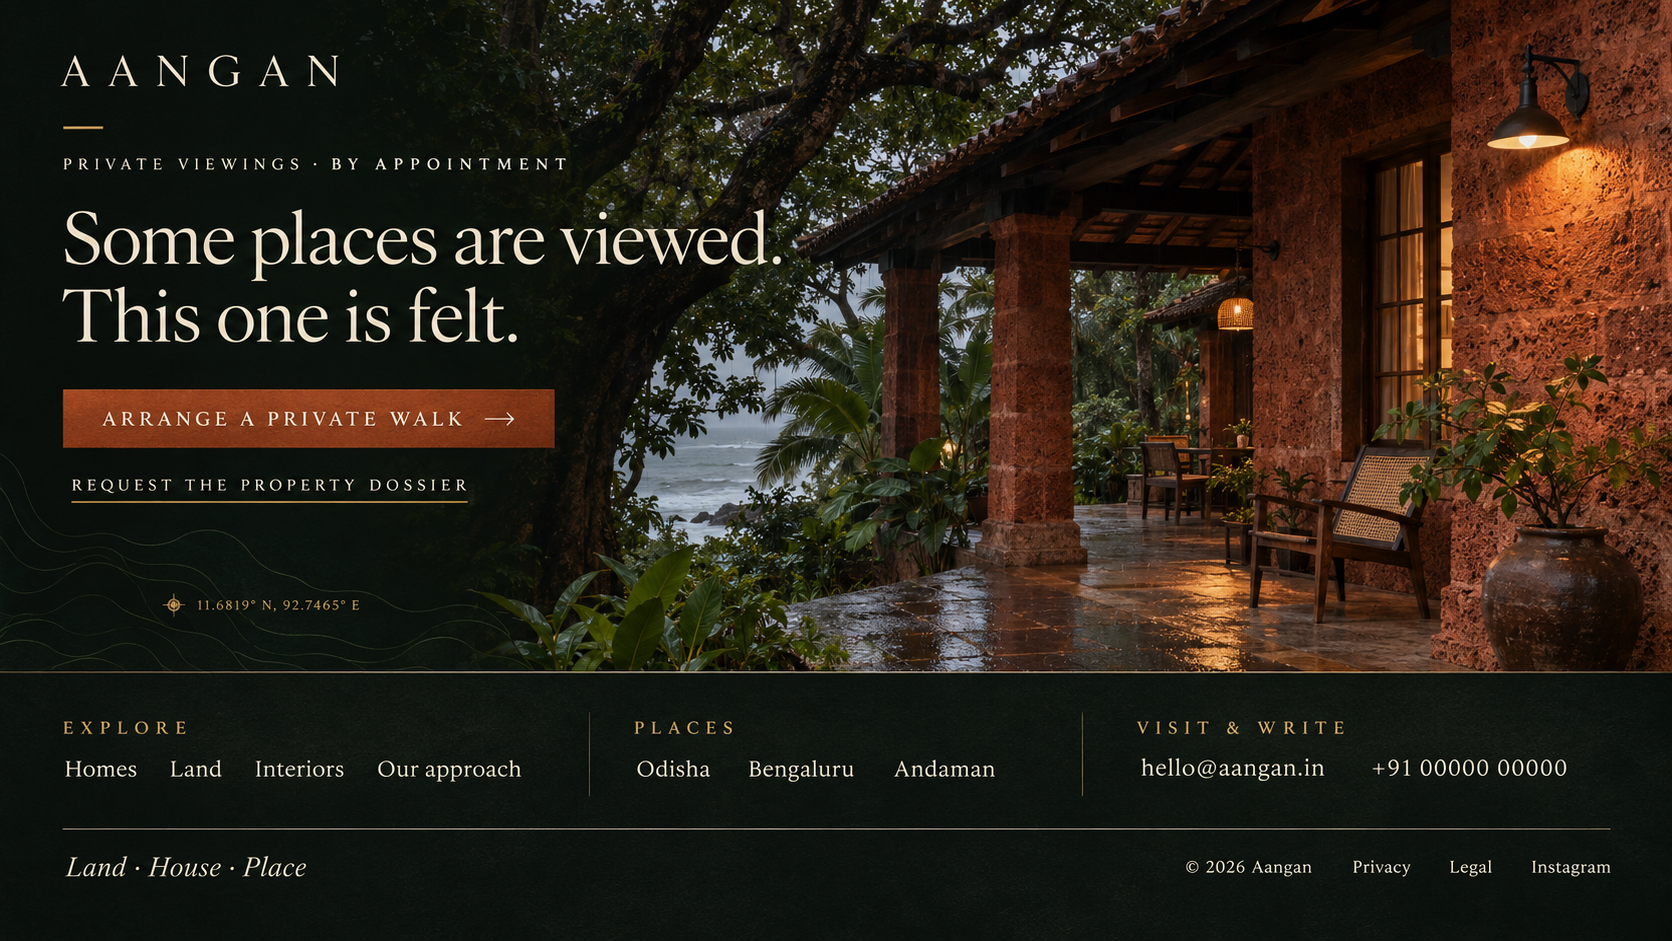 AANGAN
PRIVATE VIEWINGS · BY APPOINTMENT
Some places are viewed.
This one is felt.
ARRANGE A PRIVATE WALK →
REQUEST THE PROPERTY DOSSIER
11.6819° N, 92.7465° E
EXPLORE
Homes Land Interiors Our approach
PLACES
Odisha Bengaluru Andaman
VISIT & WRITE
hello@aangan.in +91 00000 00000
Land · House · Place
© 2026 Aangan Privacy Legal Instagram